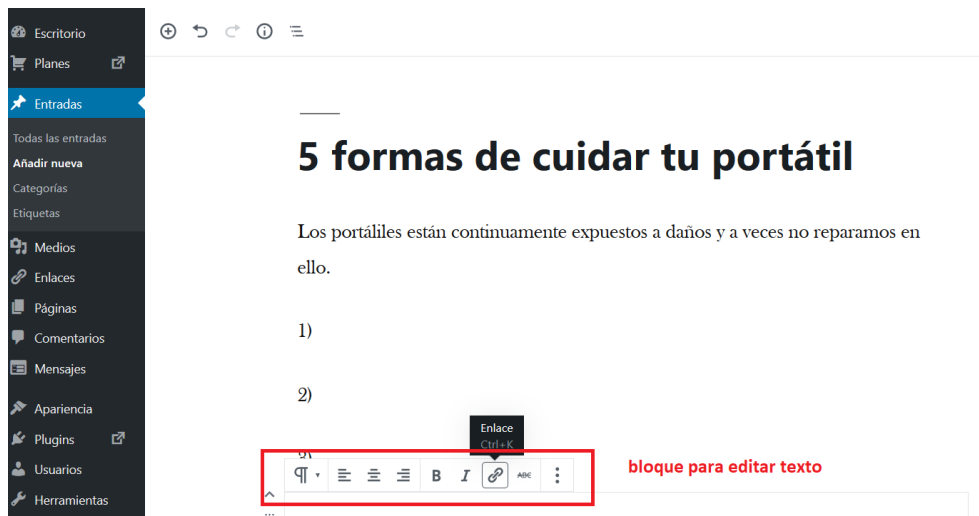 Escritorio
Planes
Entradas
Todas las entradas
Añadir nueva
Categorías
Etiquetas
Medios
Enlaces
Páginas
Comentarios
Mensajes
Apariencia
Plugins
Usuarios
Herramientas
5 formas de cuidar tu portátil
Los portáliles están continuamente expuestos a daños y a veces no reparamos en
ello.
1)
2)
Enlace
Ctrl+K
B I ABC
bloque para editar texto